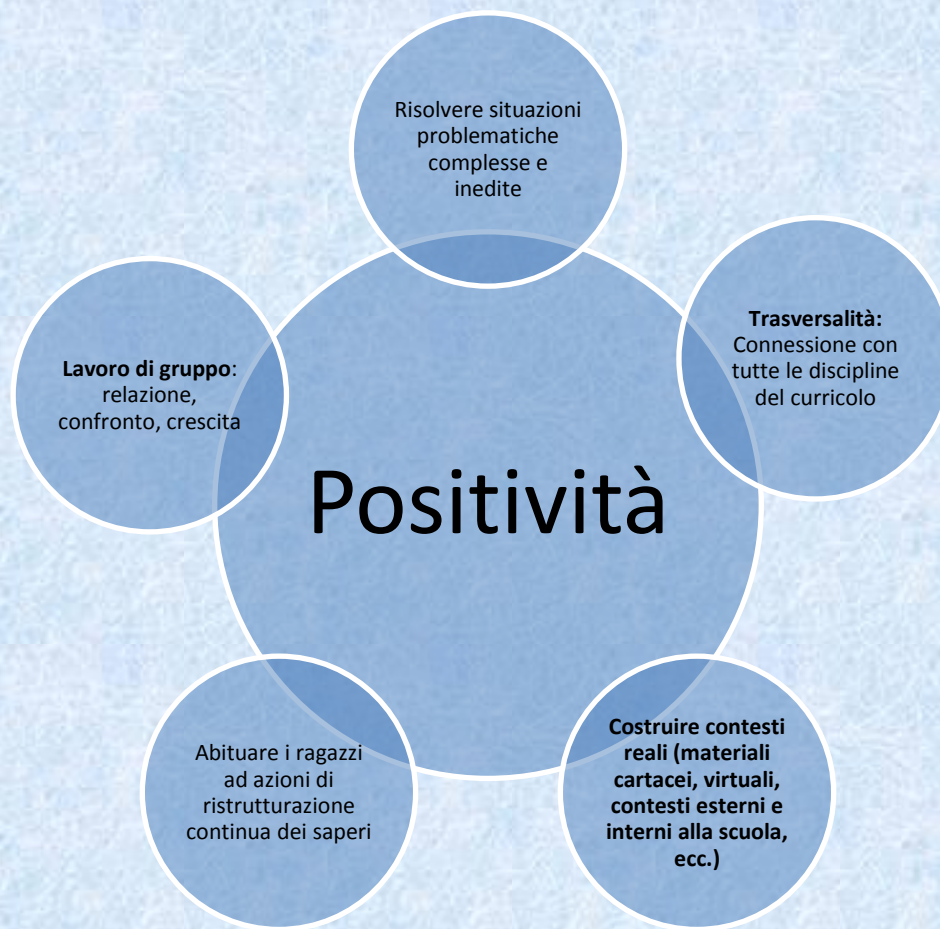 Risolvere situazioni
problematiche
complesse e
inedite
Trasversalità:
Connessione con
tutte le discipline
del curricolo
Lavoro di gruppo:
relazione,
confronto, crescita
Positività
Abituare i ragazzi
ad azioni di
ristrutturazione
continua dei saperi
Costruire contesti
reali (materiali
cartacei, virtuali,
contesti esterni e
interni alla scuola,
ecc.)